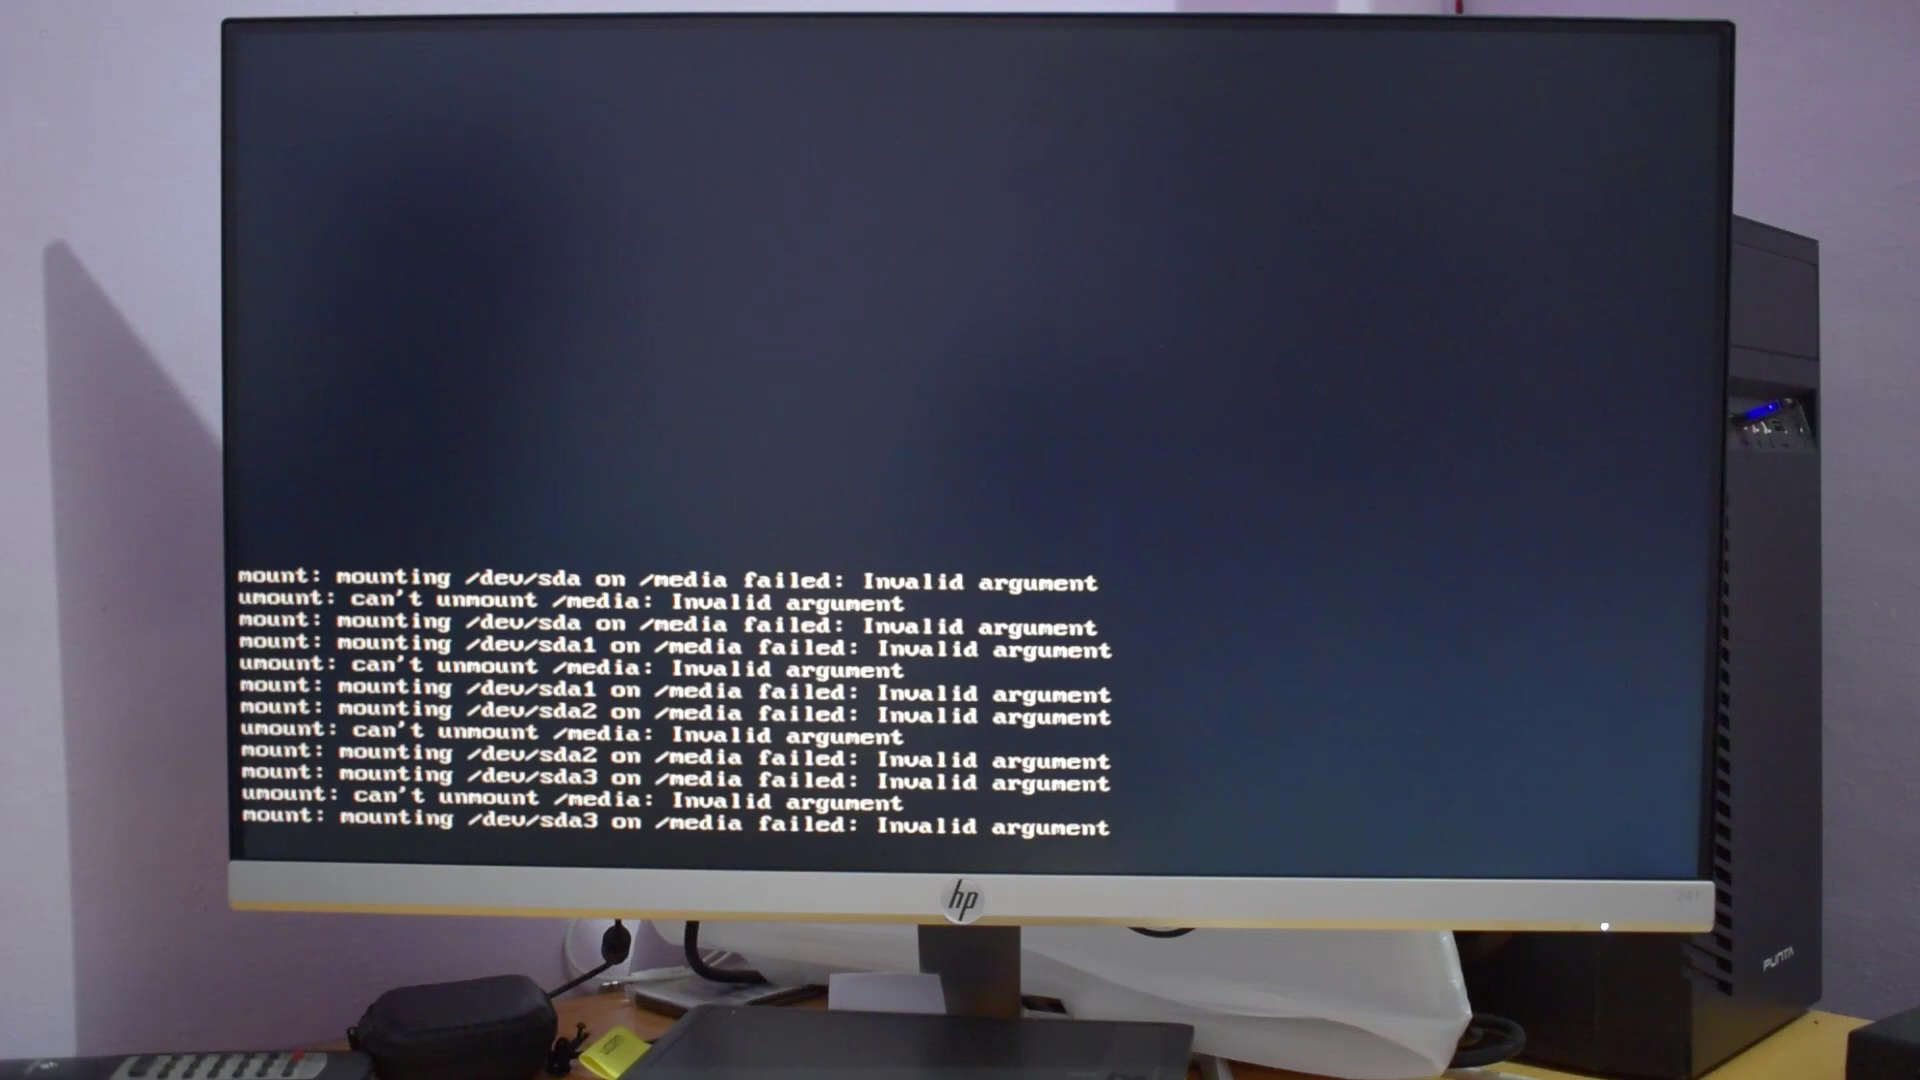 mount: mounting /dev/sda on /media failed: Invalid argument
umount: can't unmount /media: Invalid argument
mount: mounting /dev/sda on /media failed: Invalid argument
mount: mounting /dev/sda1 on /media failed: Invalid argument
umount: can't unmount /media: Invalid argument
mount: mounting /dev/sda1 on /media failed: Invalid argument
mount: mounting /dev/sda2 on /media failed: Invalid argument
umount: can't unmount /media: Invalid argument
mount: mounting /dev/sda2 on /media failed: Invalid argument
mount: mounting /dev/sda3 on /media failed: Invalid argument
umount: can't unmount /media: Invalid argument
mount: mounting /dev/sda3 on /media failed: Invalid argument
hp
PUNTA